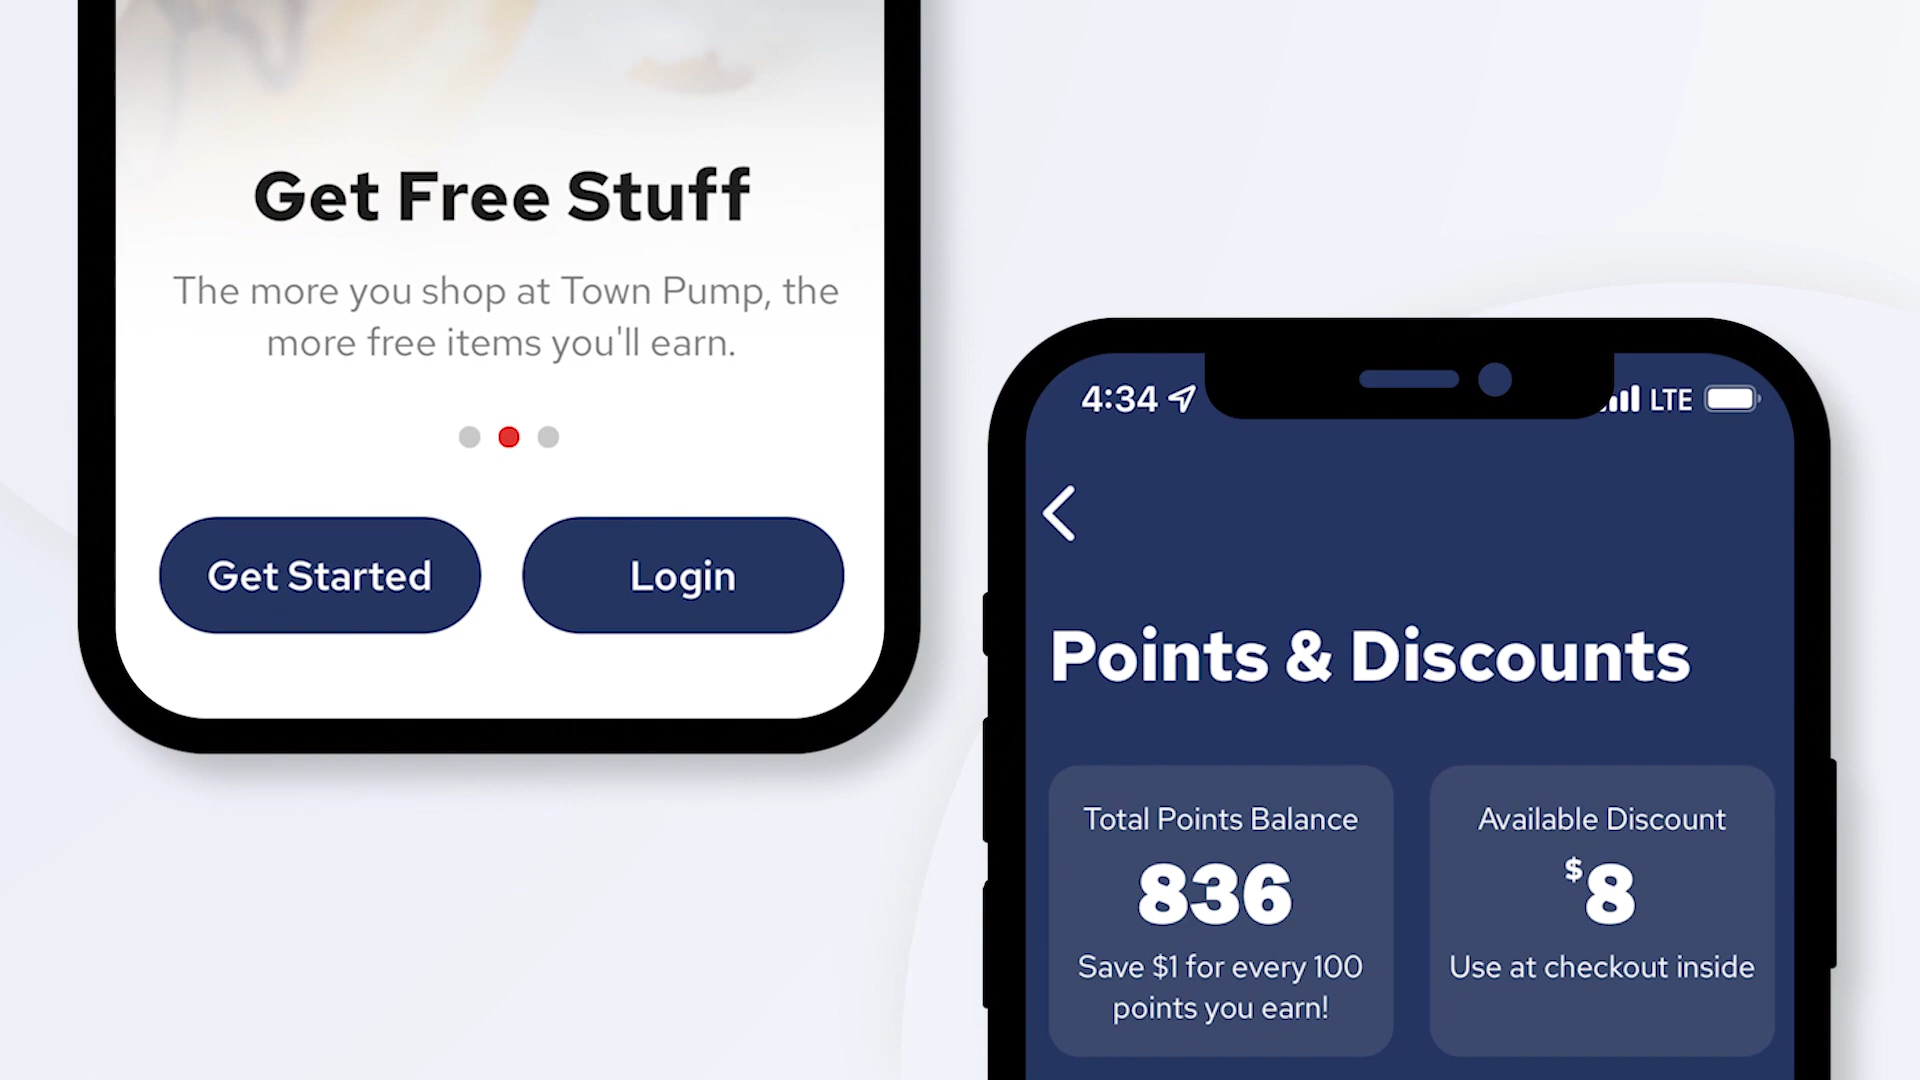 Get Free Stuff
The more you shop at Town Pump, the
more free items you'll earn.
Get Started
Login
4:34
LTE
Points & Discounts
Total Points Balance
836
Save $1 for every 100
points you earn!
Available Discount
$8
Use at checkout inside